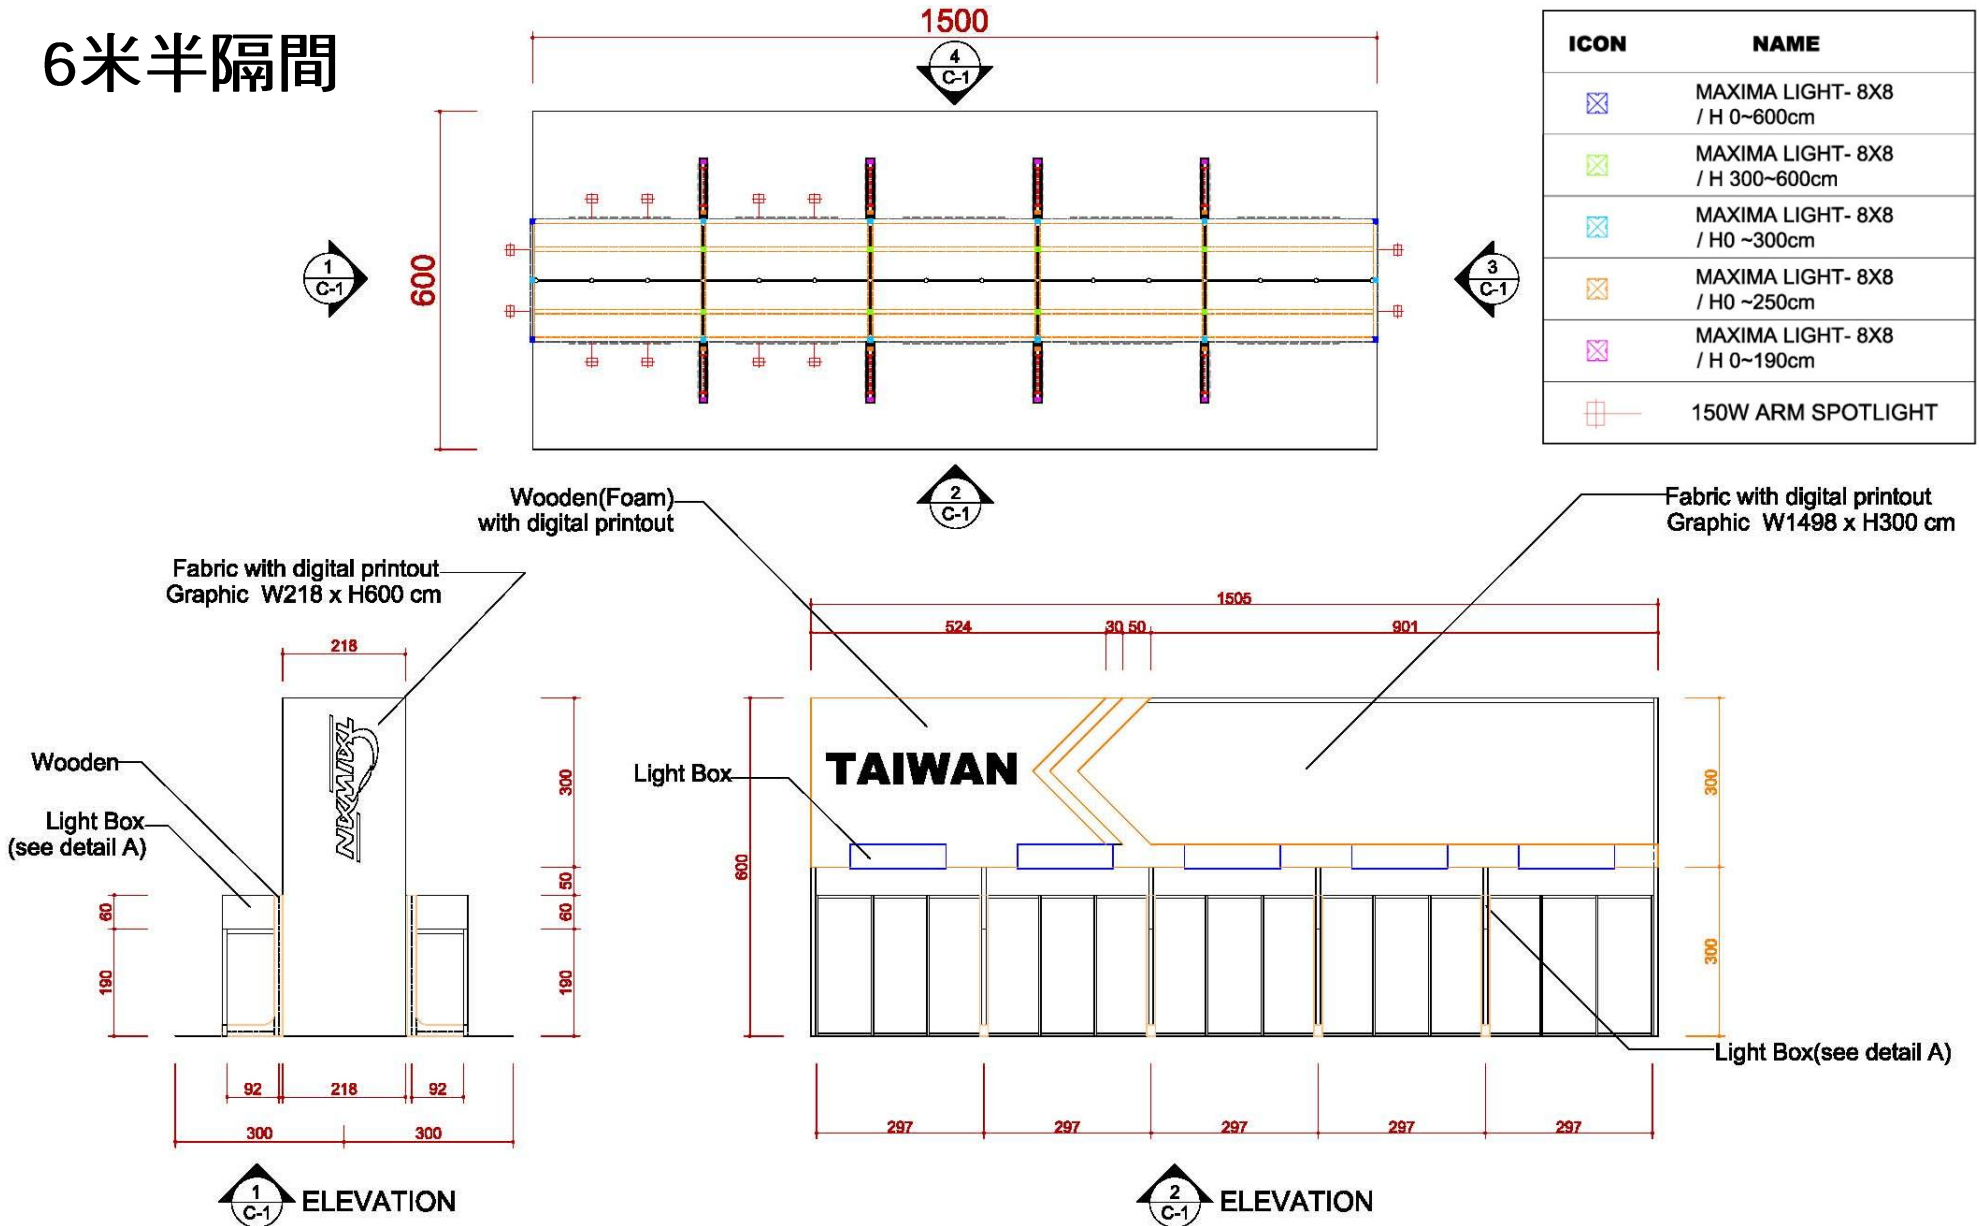 6米半隔間
1500
4
C-1
600
1
C-1
3
C-1
2
C-1
ICON NAME
MAXIMA LIGHT- 8X8
/ H 0~600cm
MAXIMA LIGHT- 8X8
/ H 300~600cm
MAXIMA LIGHT- 8X8
/ H0 ~300cm
MAXIMA LIGHT- 8X8
/ H0 ~250cm
MAXIMA LIGHT- 8X8
/ H 0~190cm
150W ARM SPOTLIGHT
Wooden(Foam)
with digital printout
Fabric with digital printout
Graphic W1498 x H300 cm
Fabric with digital printout
Graphic W218 x H600 cm
218
Wooden
Light Box
(see detail A)
TAIWAN
300
50
60
190
60
190
92
218
92
300
300
1
C-1
ELEVATION
1505
524
30
50
901
Light Box
TAIWAN
600
300
300
Light Box(see detail A)
297
297
297
297
297
2
C-1
ELEVATION